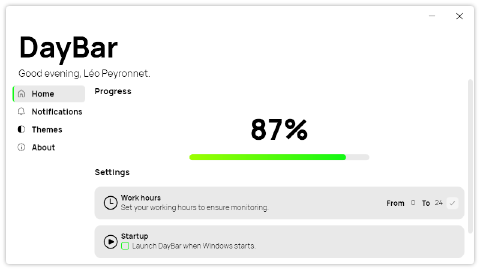 DayBar
Good evening, Léo Peyronnet.
Home
Notifications
Themes
About
Progress
87%
Settings
Work hours
Set your working hours to ensure monitoring.
From 0 To 24
Startup
Launch DayBar when Windows starts.